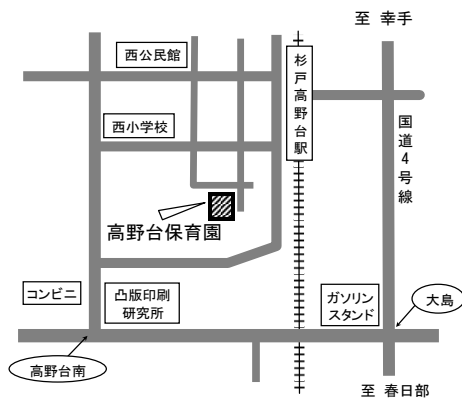 至 幸手
西公民館
杉戸高野台駅
西小学校
国道4号線
高野台保育園
コンビニ
凸版印刷
研究所
ガソリン
スタンド
大島
高野台南
至 春日部